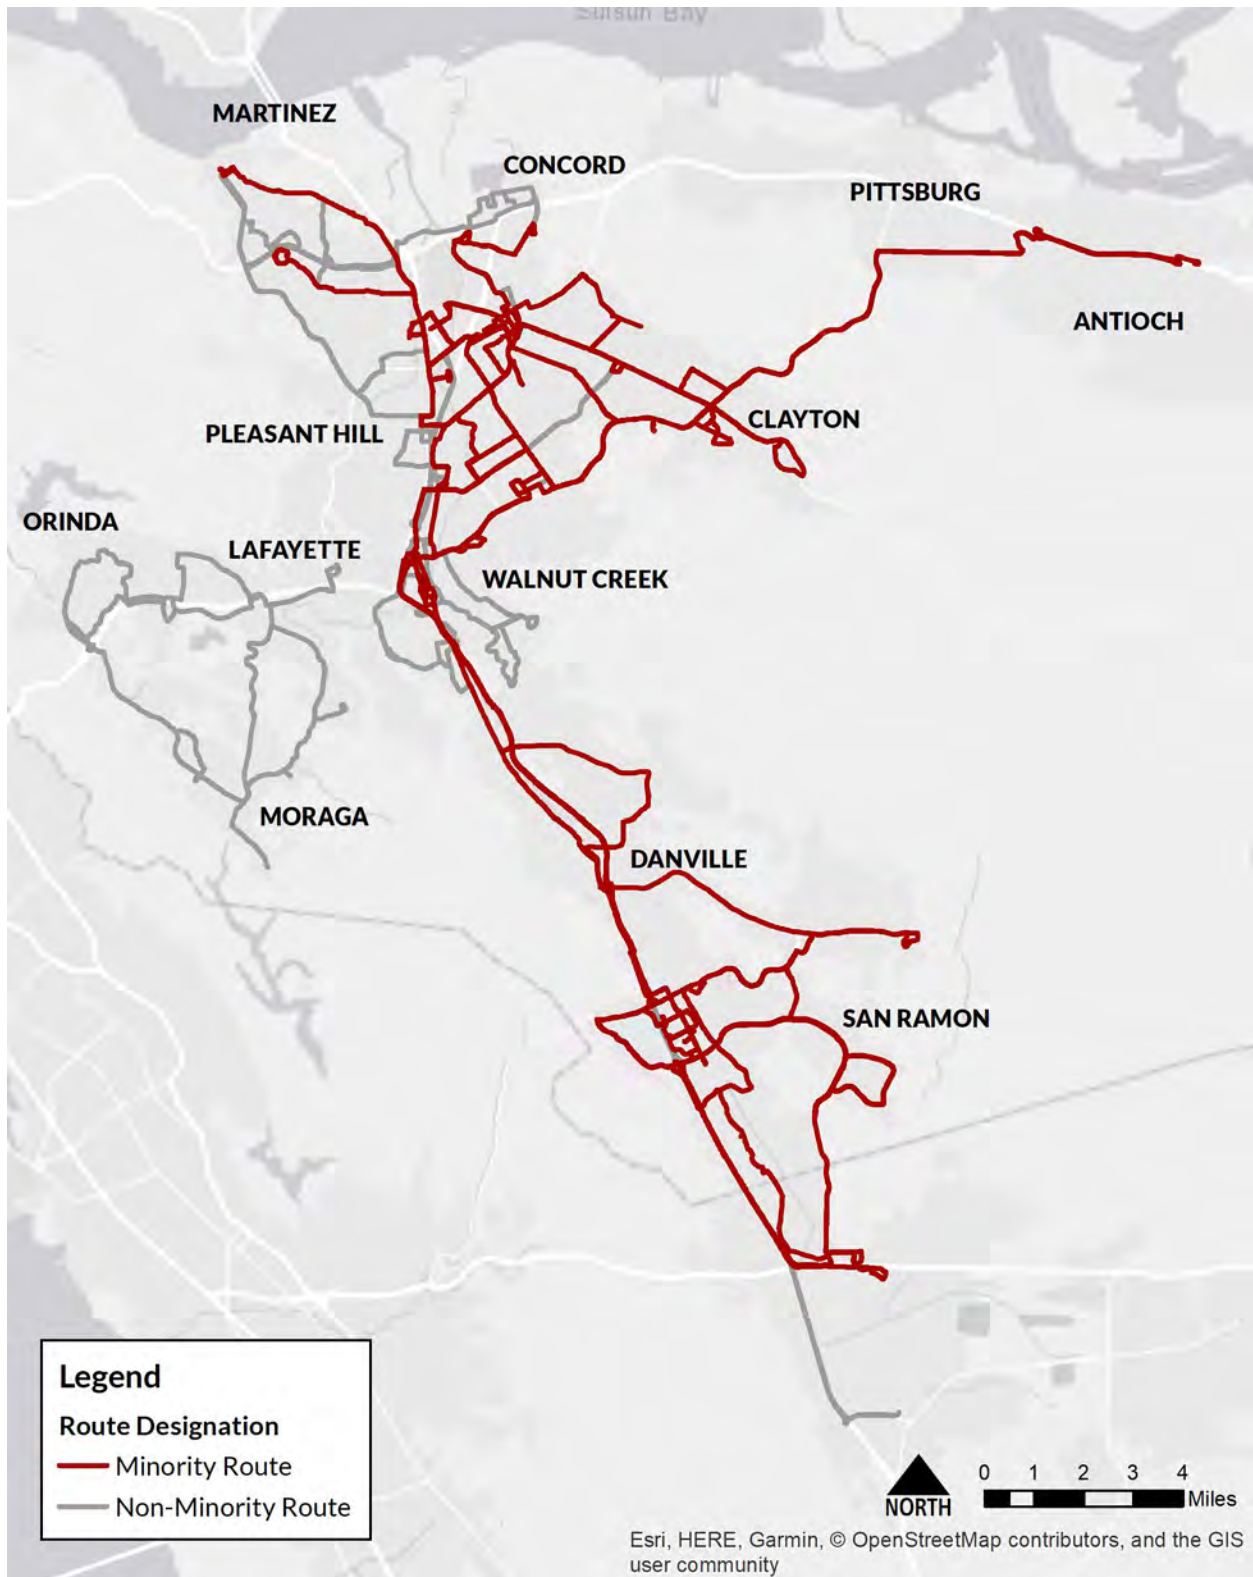 Suisun Bay
MARTINEZ
CONCORD
PITTSBURG
ANTIOCH
CLAYTON
PLEASANT HILL
ORINDA
LAFAYETTE
WALNUT CREEK
MORAGA
DANVILLE
SAN RAMON
Legend
Route Designation
Minority Route
Non-Minority Route
NORTH
0 1 2 3 4
Miles
Esri, HERE, Garmin, © OpenStreetMap contributors, and the GIS
user community